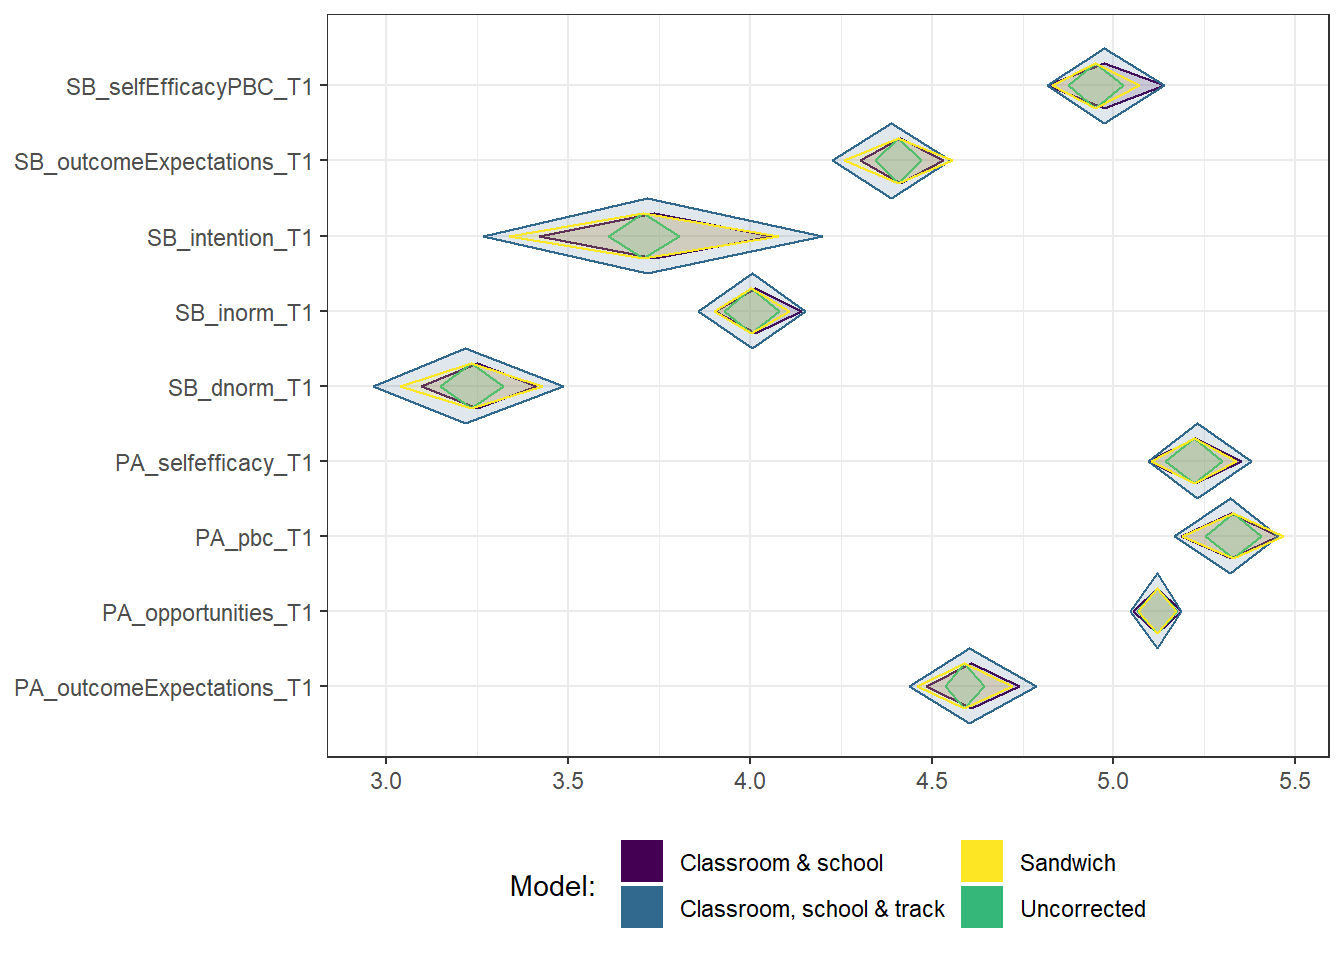 SB_selfEfficacyPBC_T1
SB_outcomeExpectations_T1
SB_intention_T1
SB_inorm_T1
SB_dnorm_T1
PA_selfefficacy_T1
PA_pbc_T1
PA_opportunities_T1
PA_outcomeExpectations_T1
3.0 3.5 4.0 4.5 5.0 5.5
Model:
Classroom & school
Classroom, school & track
Sandwich
Uncorrected